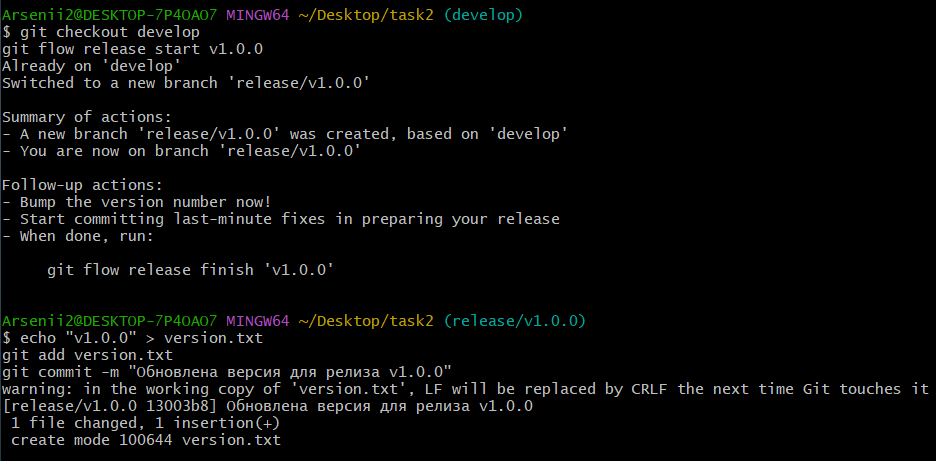 Arsenii2@DESKTOP-7P4OAO7 MINGW64 ~/Desktop/task2 (develop)
$ git checkout develop
git flow release start v1.0.0
Already on 'develop'
Switched to a new branch 'release/v1.0.0'
Summary of actions:
- A new branch 'release/v1.0.0' was created, based on 'develop'
- You are now on branch 'release/v1.0.0'
Follow-up actions:
- Bump the version number now!
- Start committing last-minute fixes in preparing your release
- When done, run:
git flow release finish 'v1.0.0'
Arsenii2@DESKTOP-7P4OAO7 MINGW64 ~/Desktop/task2 (release/v1.0.0)
$ echo "v1.0.0" > version.txt
git add version.txt
git commit -m "Обновлена версия для релиза v1.0.0"
warning: in the working copy of 'version.txt', LF will be replaced by CRLF the next time Git touches it
[release/v1.0.0 13003b8] Обновлена версия для релиза v1.0.0
1 file changed, 1 insertion(+)
create mode 100644 version.txt